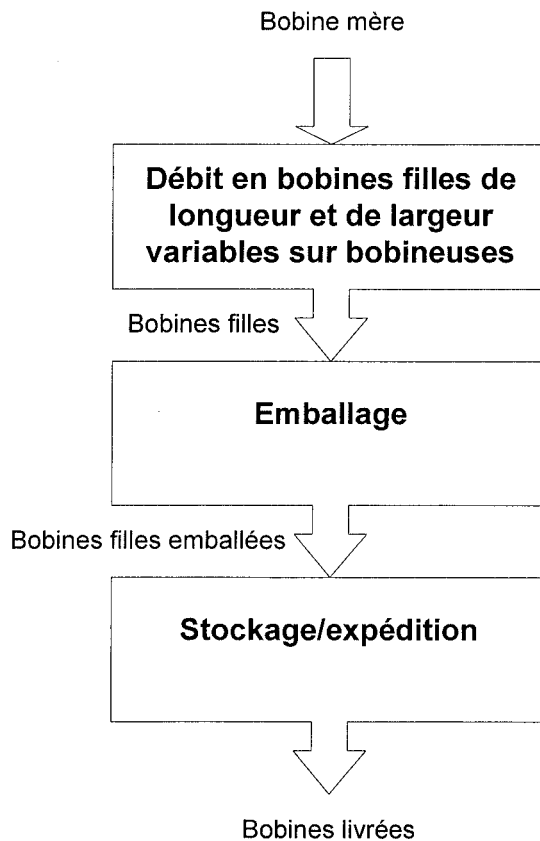 Bobine mère
Débit en bobines filles de
longueur et de largeur
variables sur bobineuses
Bobines filles
Emballage
Bobines filles emballées
Stockage/expédition
Bobines livrées